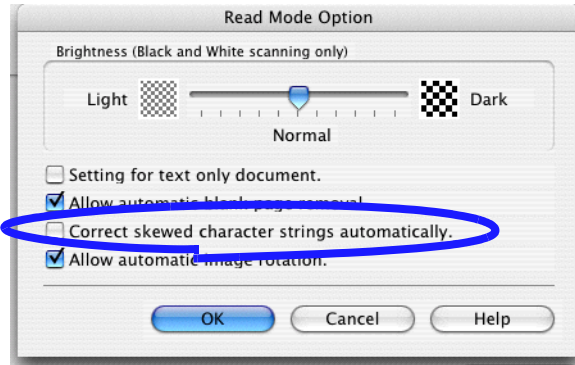 Read Mode Option
Brightness (Black and White scanning only)
Light Dark
Normal
Setting for text only document.
Allow automatic blank page removal.
Correct skewed character strings automatically.
Allow automatic image rotation.
OK Cancel Help